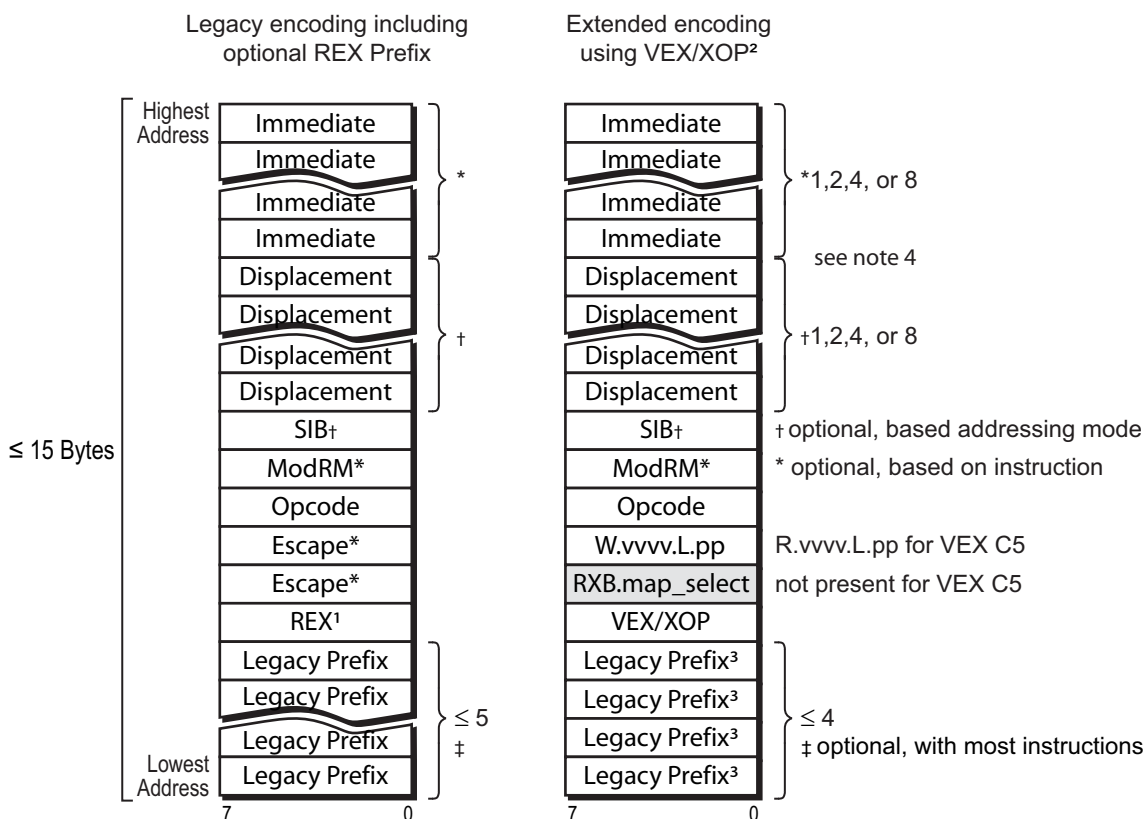 Legacy encoding including
optional REX Prefix
Extended encoding
using VEX/XOP²
Highest
Address
Immediate
Immediate
Immediate
Immediate
*
Displacement
Displacement
Displacement
Displacement
†
SIB†
ModRM*
Opcode
Escape*
Escape*
REX¹
Legacy Prefix
Legacy Prefix
Legacy Prefix
Legacy Prefix
≤ 5
‡
≤ 15 Bytes
Lowest
Address
7 0
Immediate
Immediate
Immediate
Immediate
*1,2,4, or 8
see note 4
Displacement
Displacement
Displacement
Displacement
†1,2,4, or 8
SIB†
† optional, based addressing mode
ModRM*
* optional, based on instruction
Opcode
W.vvvv.L.pp
R.vvvv.L.pp for VEX C5
RXB.map_select
not present for VEX C5
VEX/XOP
Legacy Prefix³
Legacy Prefix³
Legacy Prefix³
Legacy Prefix³
≤ 4
‡ optional, with most instructions
7 0